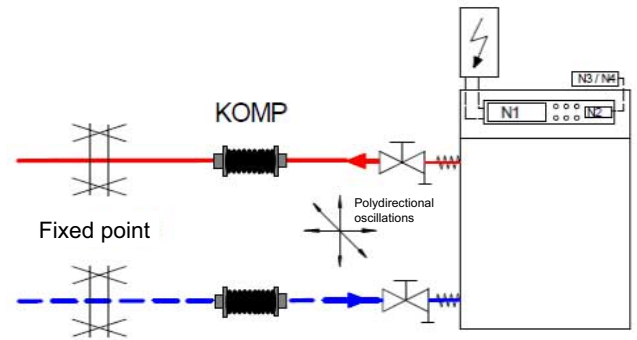 N3 / N4
KOMP
N1
N2
Polydirectional
oscillations
Fixed point